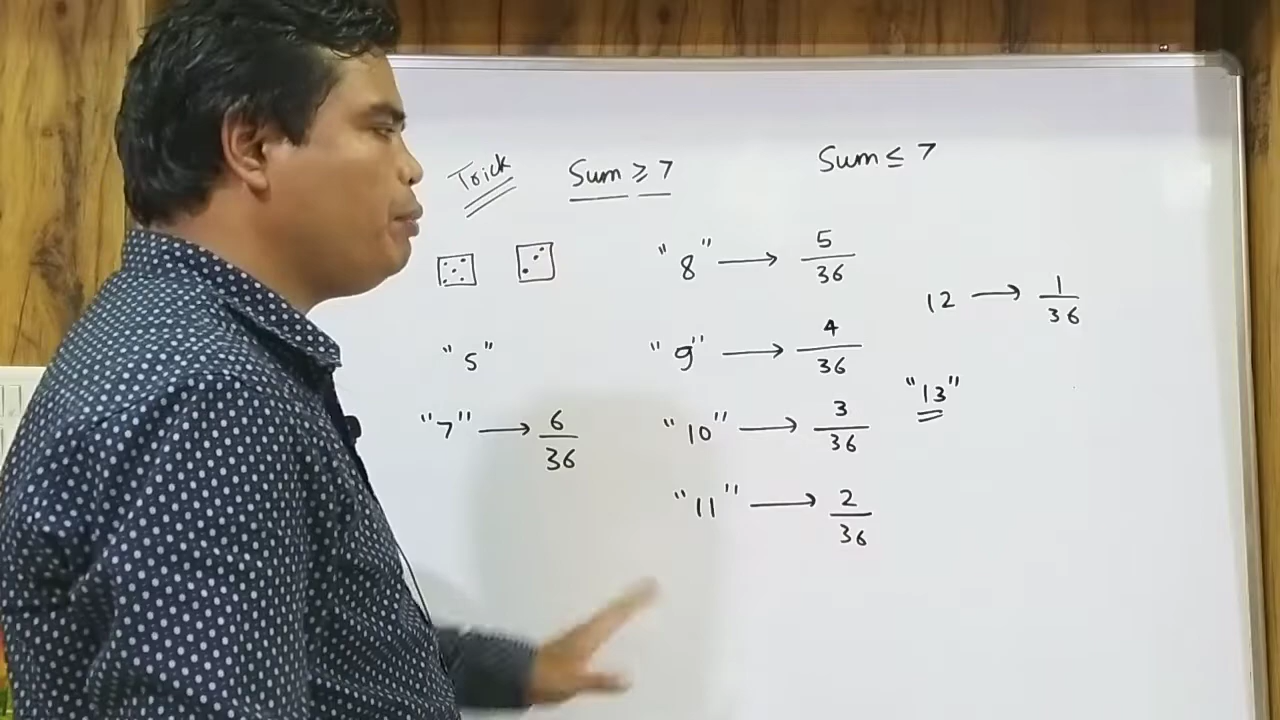 Trick
Sum ≥ 7
Sum ≤ 7
"8" → 5/36
12 → 1/36
"5"
"9" → 4/36
"13"
"7" → 6/36
"10" → 3/36
"11" → 2/36